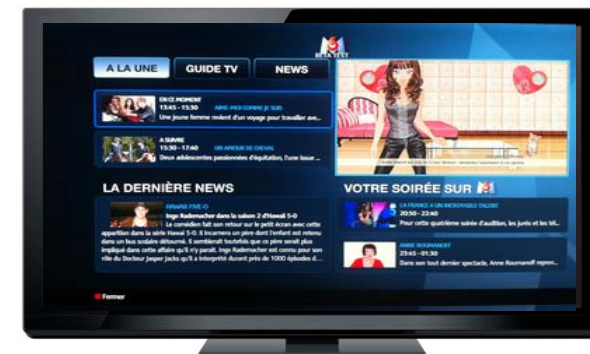 M6
BETA TEST
A LA UNE
GUIDE TV
NEWS
EN CE MOMENT
13:45 - 15:30 AIME-MOI COMME JE SUIS
Une jeune femme revient d'un voyage pour travailler ave...
A SUIVRE
15:30 - 17:40 UN AMOUR DE CHEVAL
Deux adolescentes passionnées d'équitation, l'une issue ...
LA DERNIÈRE NEWS
HAWAII FIVE-O
Ingo Rademacher dans la saison 2 d'Hawaii 5-0
Le comédien fait son retour sur le petit écran avec cette
apparition dans la série Hawai 5-0. Il incarnera un père dont l'enfant est retenu
dans un bus scolaire détourné. Il semblerait toutefois que ce père serait plus
impliqué dans cette affaire qu'il n'y paraît. Ingo Rademacher est connu pour son
rôle du Docteur Jasper Jacks qu'il a interprété durant près de 1000 épisodes d...
VOTRE SOIRÉE SUR M6
LA FRANCE A UN INCROYABLE TALENT
20:50 - 22:40
Pour cette quatrième soirée d'audition, les jurés et les té...
ANNE ROUMANOFF
23:45 - 01:30
Dans son tout dernier spectacle, Anne Roumanoff repren...
Fermer